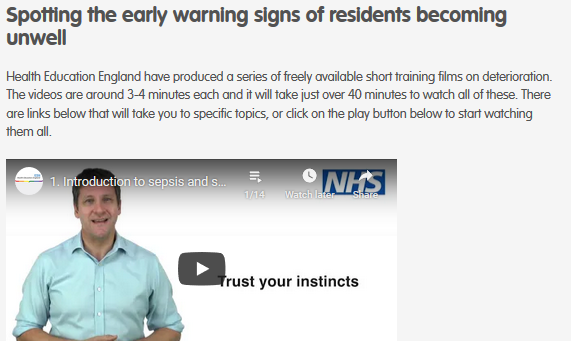 Spotting the early warning signs of residents becoming
unwell
Health Education England have produced a series of freely available short training films on deterioration.
The videos are around 3-4 minutes each and it will take just over 40 minutes to watch all of these. There
are links below that will take you to specific topics, or click on the play button below to start watching
them all.
1. Introduction to sepsis and s...
1/14
Watch later
Share
NHS
Trust your instincts